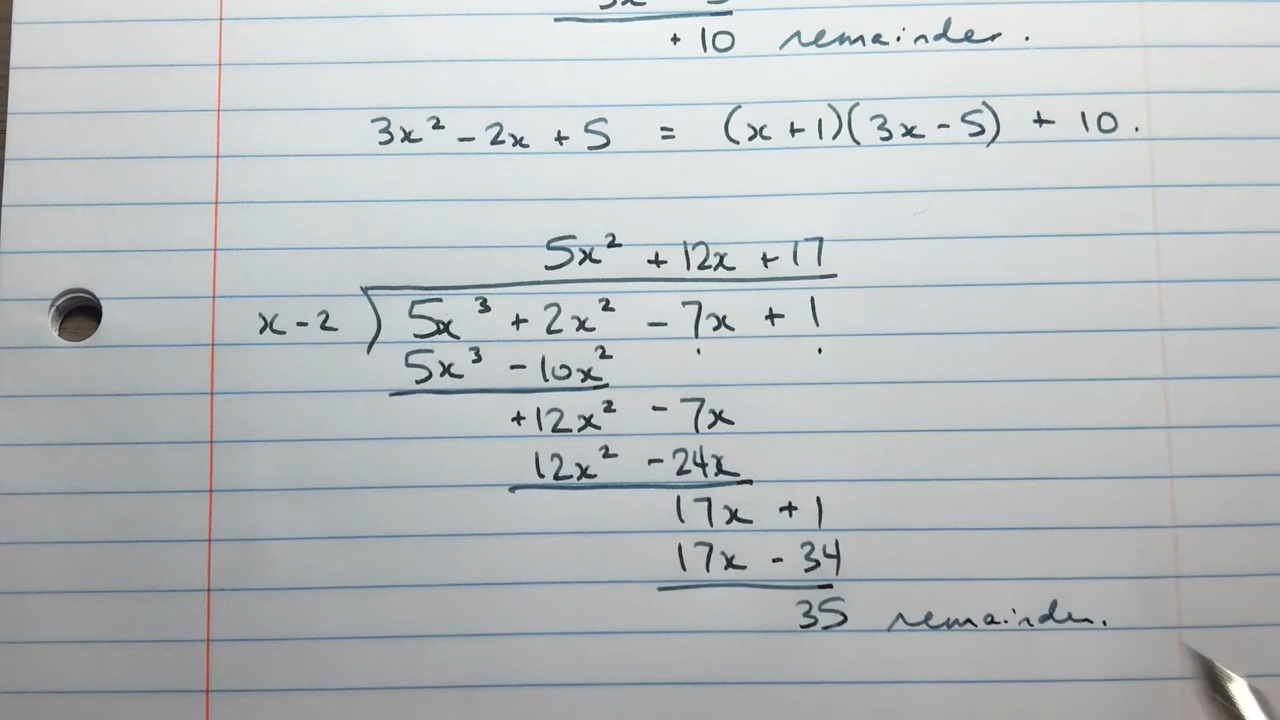 + 10 remainder.
3x² - 2x + 5 = (x + 1)(3x - 5) + 10.
5x² + 12x + 17
x - 2 ) 5x³ + 2x² - 7x + 1
5x³ - 10x²
+12x² - 7x
12x² - 24x
17x + 1
17x - 34
35 remainder.